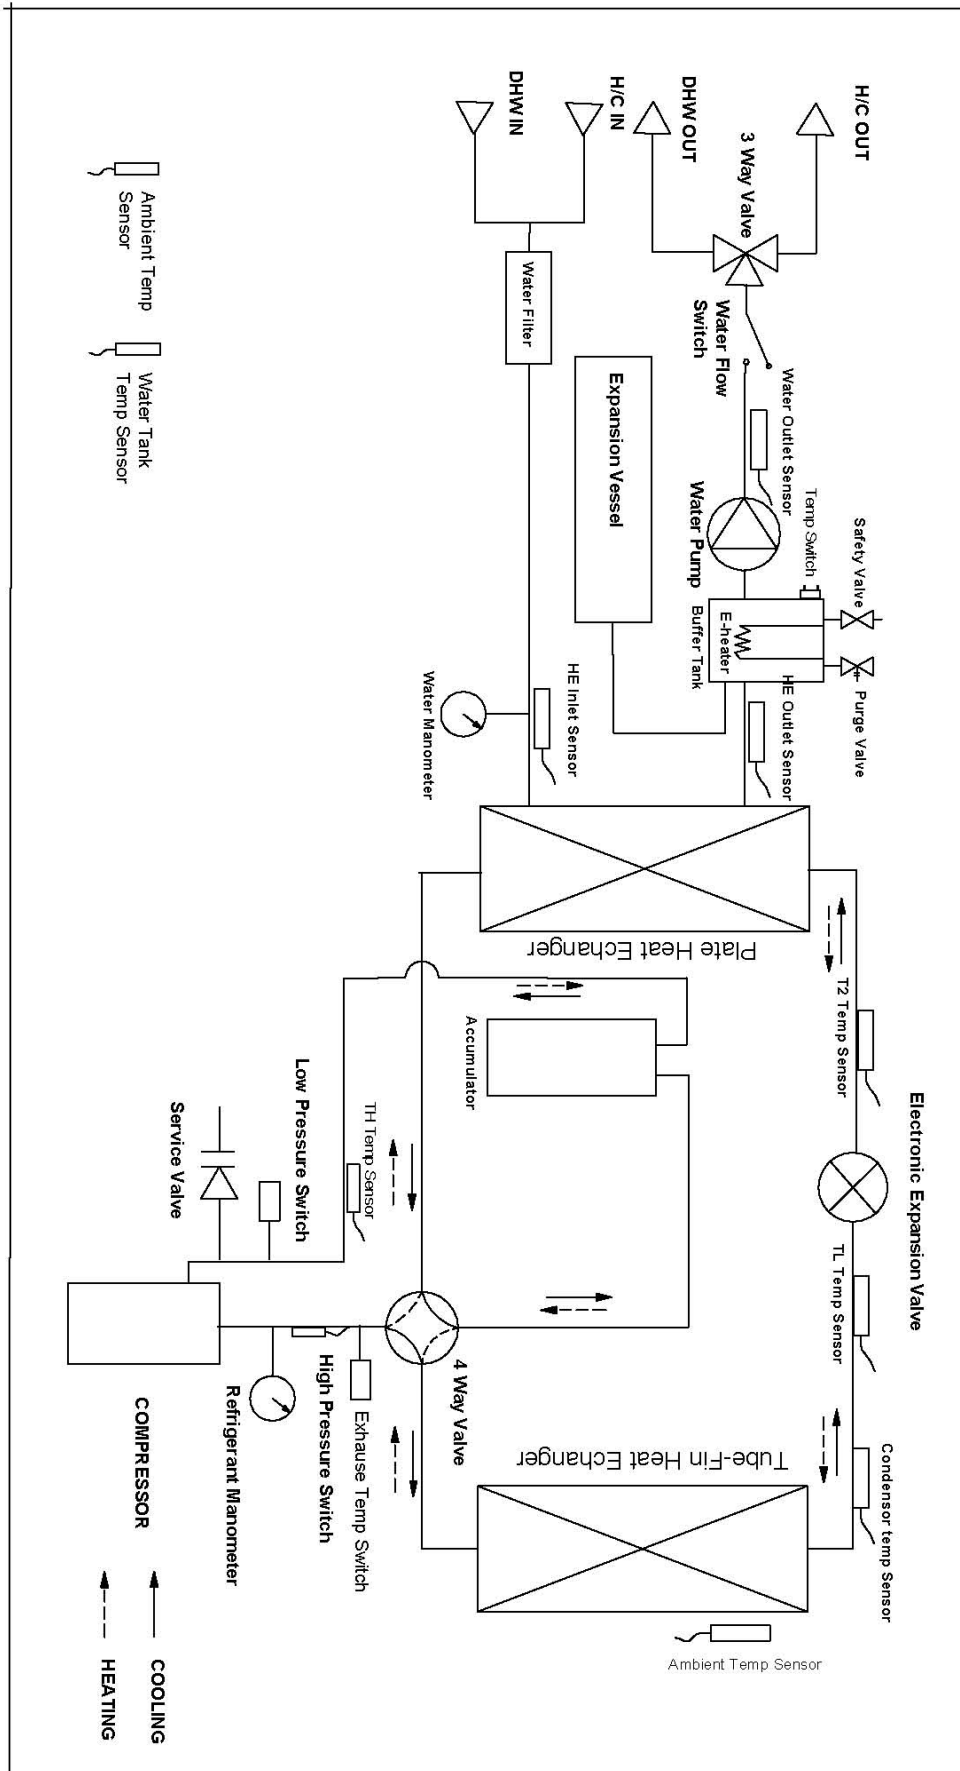 H/C OUT
3 Way Valve
DHW OUT
H/C IN
DHW IN
Ambient Temp
Sensor
Water Tank
Temp Sensor
Water Filter
Water Flow
Switch
Water Outlet Sensor
Expansion Vessel
Water Pump
Temp Switch
Safety Valve
Purge Valve
E-heater
Buffer Tank
HE Outlet Sensor
HE Inlet Sensor
Water Manometer
Plate Heat Echanger
T2 Temp Sensor
Accumulator
Electronic Expansion Valve
TL Temp Sensor
Low Pressure Switch
TH Temp Sensor
Service Valve
4 Way Valve
Exhause Temp Switch
High Pressure Switch
Refrigerant Manometer
COMPRESSOR
Condensor temp Sensor
Tube-Fin Heat Echanger
Ambient Temp Sensor
COOLING
HEATING